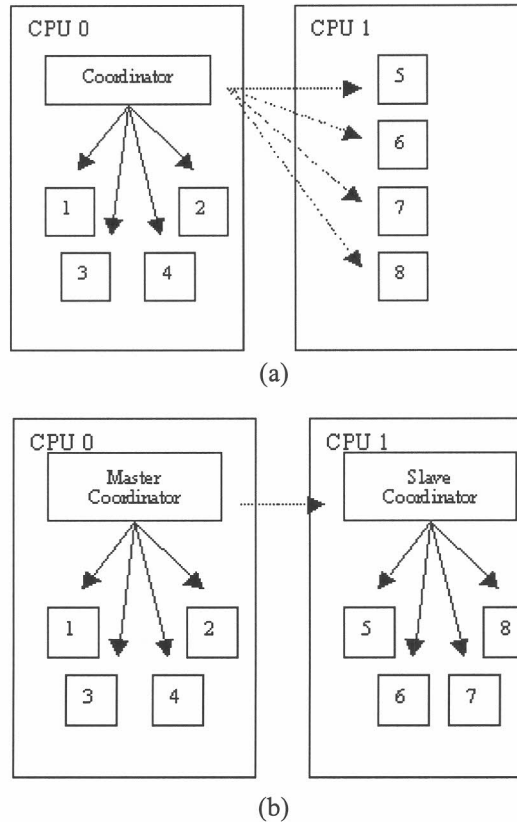 CPU 0
CPU 1
Coordinator
5
6
1
2
7
3
4
8
(a)
CPU 0
CPU 1
Master
Coordinator
Slave
Coordinator
1
2
5
8
3
4
6
7
(b)